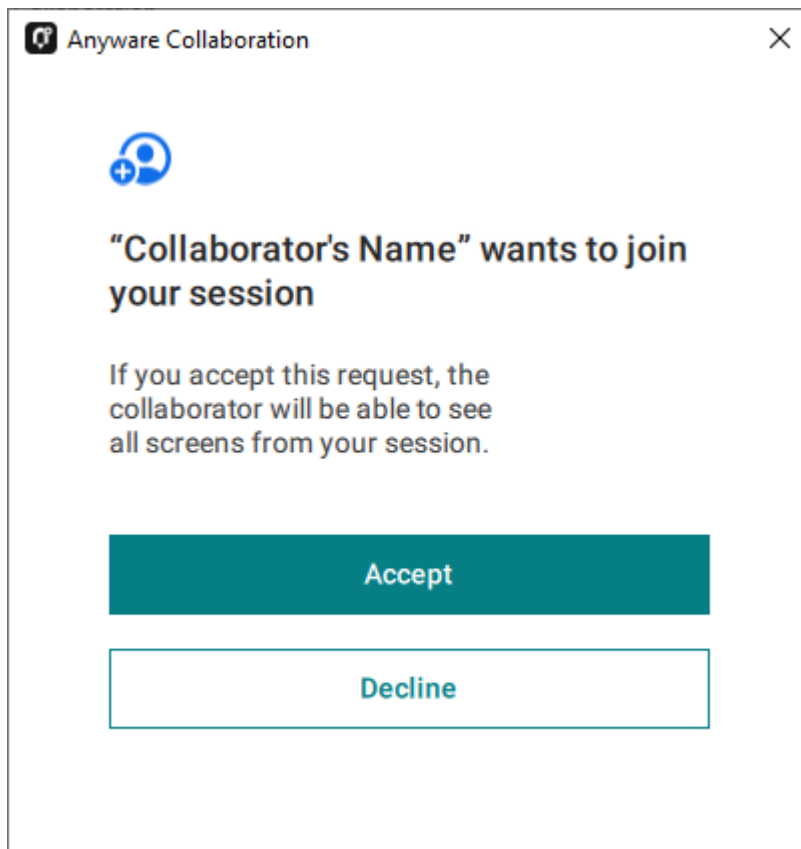 Anyware Collaboration
“Collaborator's Name” wants to join
your session
If you accept this request, the
collaborator will be able to see
all screens from your session.
Accept
Decline